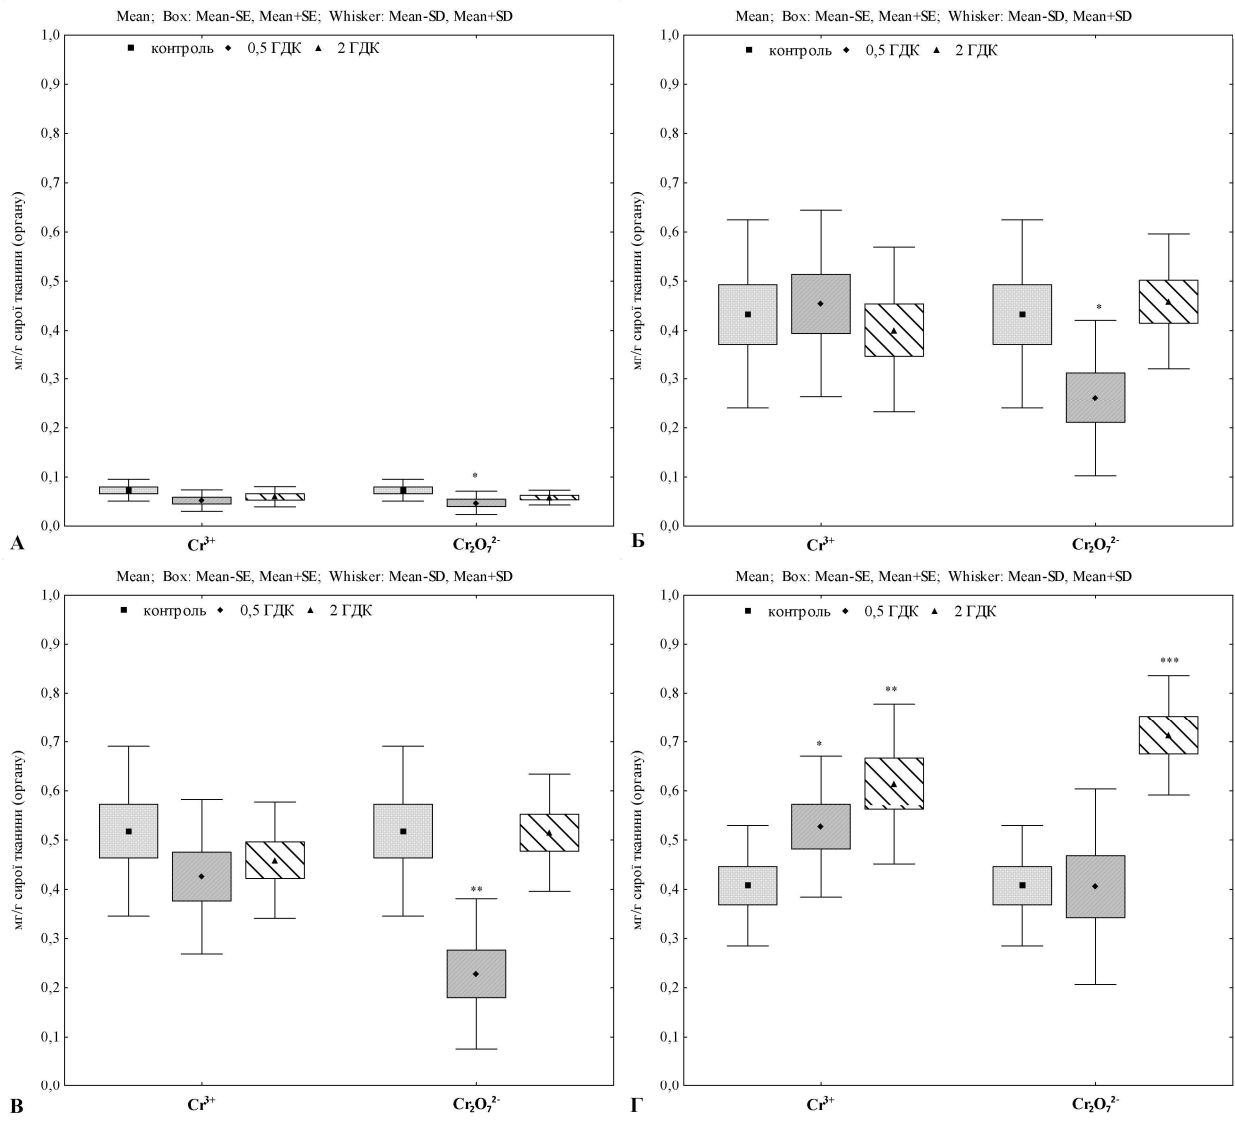 Mean; Box: Mean-SE, Mean+SE; Whisker: Mean-SD, Mean+SD
контроль 0,5 ГДК 2 ГДК
мг/г сирої тканини (органу)
1,0
0,9
0,8
0,7
0,6
0,5
0,4
0,3
0,2
0,1
0,0
*
Cr³⁺ Cr₂O₇²⁻
А
Mean; Box: Mean-SE, Mean+SE; Whisker: Mean-SD, Mean+SD
контроль 0,5 ГДК 2 ГДК
мг/г сирої тканини (органу)
1,0
0,9
0,8
0,7
0,6
0,5
0,4
0,3
0,2
0,1
0,0
*
Cr³⁺ Cr₂O₇²⁻
Б
Mean; Box: Mean-SE, Mean+SE; Whisker: Mean-SD, Mean+SD
контроль 0,5 ГДК 2 ГДК
мг/г сирої тканини (органу)
1,0
0,9
0,8
0,7
0,6
0,5
0,4
0,3
0,2
0,1
0,0
**
Cr³⁺ Cr₂O₇²⁻
В
Mean; Box: Mean-SE, Mean+SE; Whisker: Mean-SD, Mean+SD
контроль 0,5 ГДК 2 ГДК
мг/г сирої тканини (органу)
1,0
0,9
0,8
0,7
0,6
0,5
0,4
0,3
0,2
0,1
0,0
***
**
*
Cr³⁺ Cr₂O₇²⁻
Г